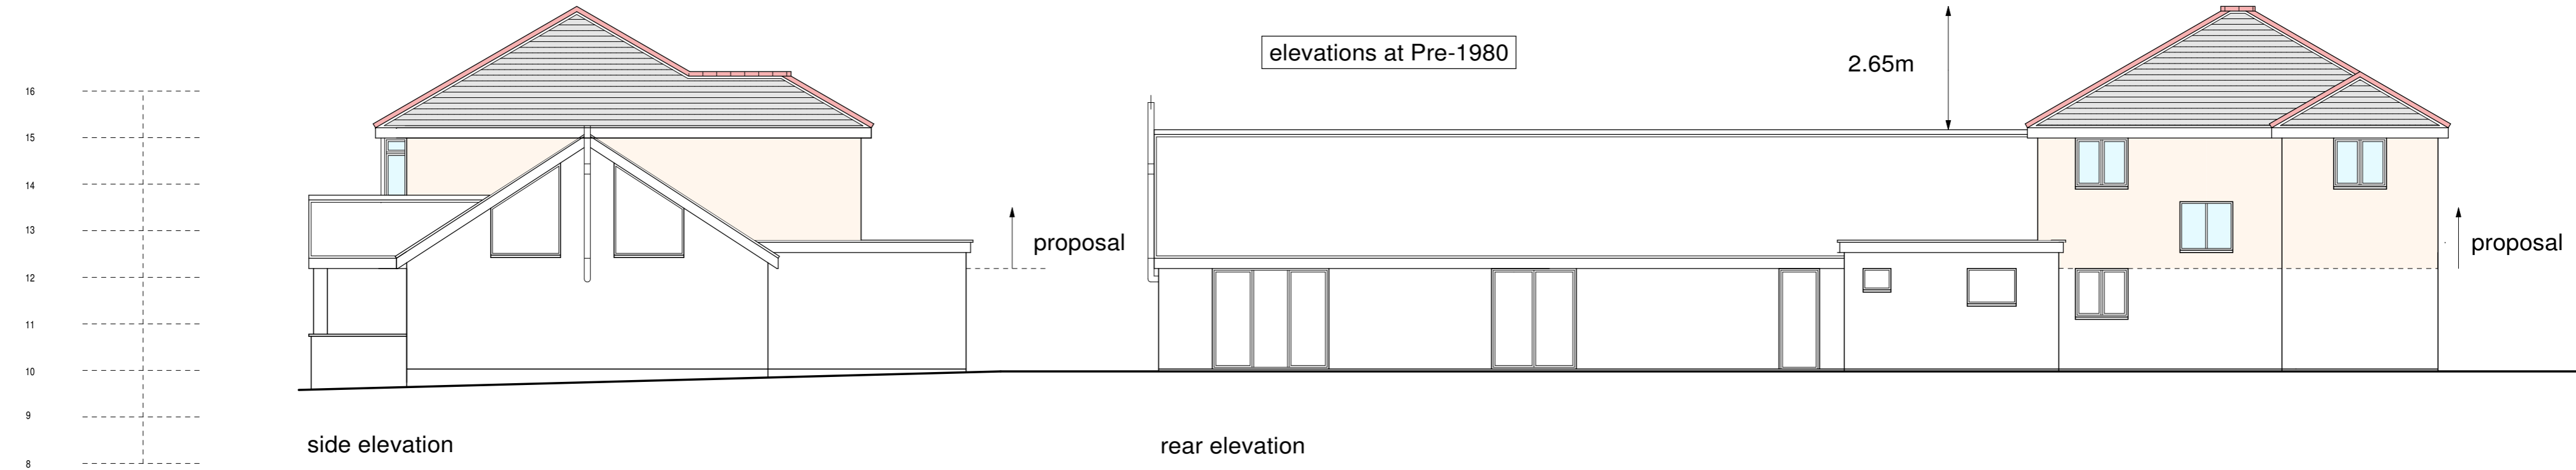 elevations at Pre-1980
2.65m
16
15
14
13
12
11
10
9
8
proposal
proposal
side elevation
rear elevation